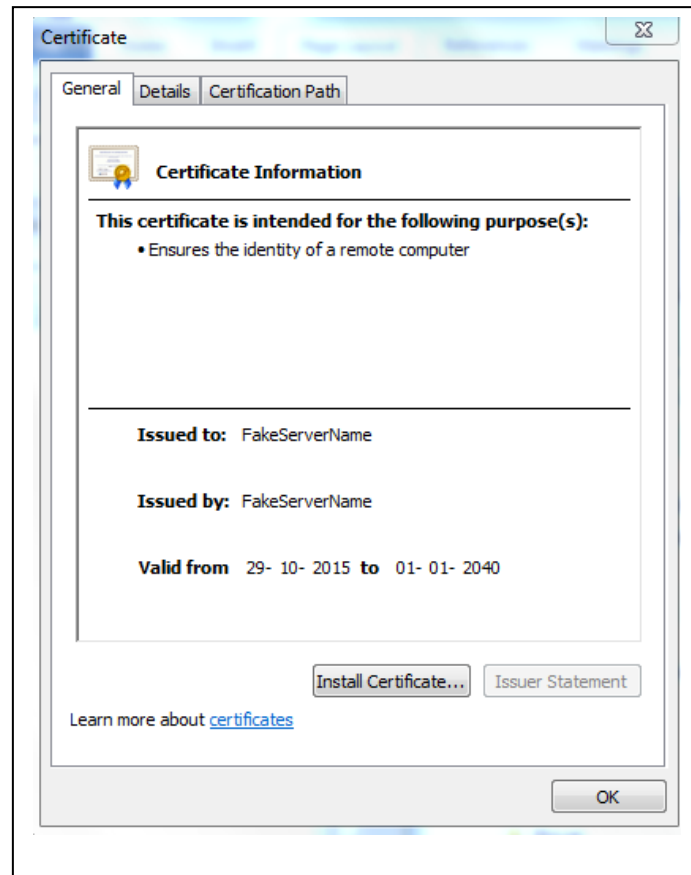 Certificate
General Details Certification Path
Certificate Information
This certificate is intended for the following purpose(s):
• Ensures the identity of a remote computer
Issued to: FakeServerName
Issued by: FakeServerName
Valid from 29- 10- 2015 to 01- 01- 2040
Install Certificate... Issuer Statement
Learn more about certificates
OK